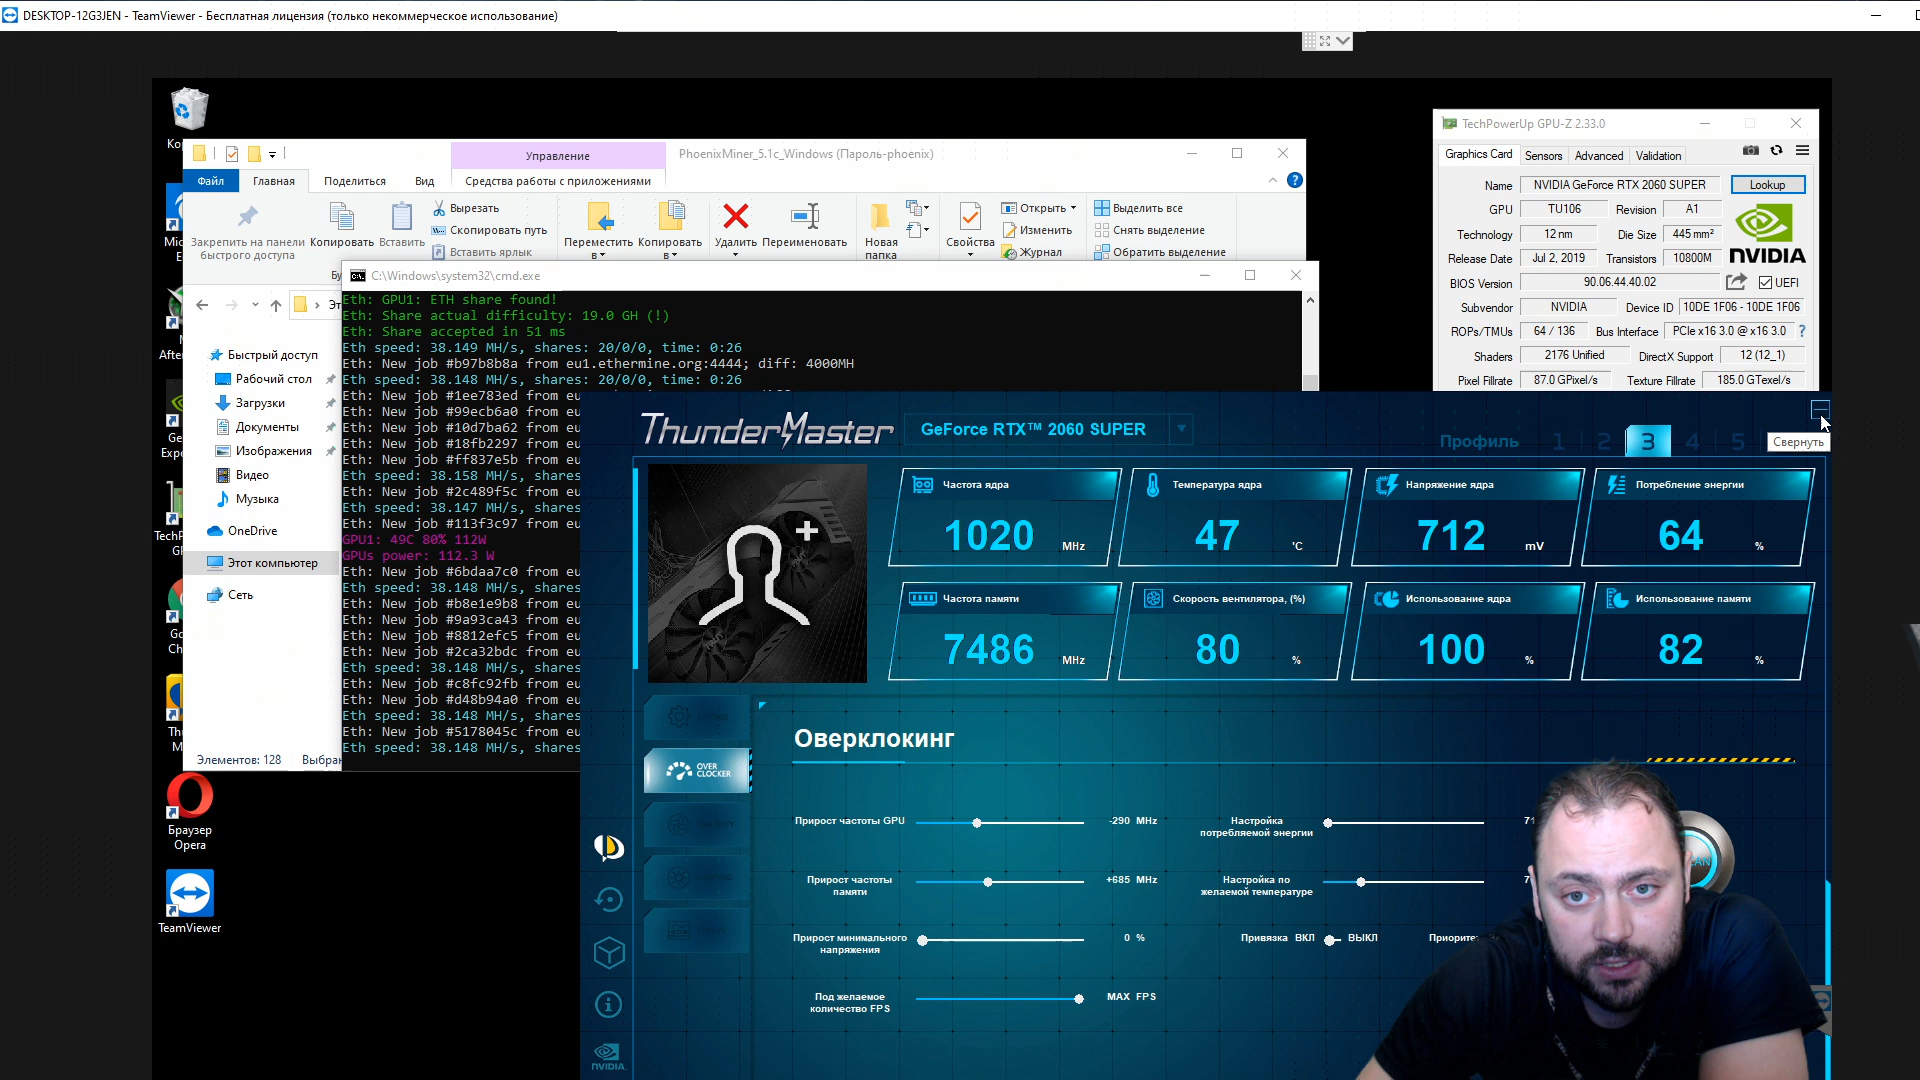 DESKTOP-12G3JEN - TeamViewer - Бесплатная лицензия (только некоммерческое использование)
Управление
PhoenixMiner_5.1c_Windows (Пароль-phoenix)
Файл
Главная
Поделиться
Вид
Средства работы с приложениями
Закрепить на панели
быстрого доступа
Копировать
Вставить
Вырезать
Скопировать путь
Вставить ярлык
Переместить
в
Копировать
в
Удалить
Переименовать
Новая
папка
Свойства
Открыть
Изменить
Журнал
Выделить все
Снять выделение
Обратить выделение
TechPowerUp GPU-Z 2.33.0
Graphics Card
Sensors
Advanced
Validation
Name NVIDIA GeForce RTX 2060 SUPER Lookup
GPU TU106 Revision A1
Technology 12 nm Die Size 445 mm²
Release Date Jul 2, 2019 Transistors 10800M
BIOS Version 90.06.44.40.02 UEFI
Subvendor NVIDIA Device ID 10DE 1F06 - 10DE 1F06
ROPs/TMUs 64 / 136 Bus Interface PCIe x16 3.0 @ x16 3.0 ?
Shaders 2176 Unified DirectX Support 12 (12_1)
Pixel Fillrate 87.0 GPixel/s Texture Fillrate 185.0 GTexel/s
NVIDIA
Быстрый доступ
Рабочий стол
Загрузки
Документы
Изображения
Видео
Музыка
OneDrive
Этот компьютер
Сеть
Элементов: 128
Браузер
Opera
TeamViewer
C:\Windows\system32\cmd.exe
Eth: GPU1: ETH share found!
Eth: Share actual difficulty: 19.0 GH (!)
Eth: Share accepted in 51 ms
Eth speed: 38.149 MH/s, shares: 20/0/0, time: 0:26
Eth: New job #b97b8b8a from eu1.ethermine.org:4444; diff: 4000MH
Eth speed: 38.148 MH/s, shares: 20/0/0, time: 0:26
Eth: New job #1ee783ed from eu
Eth: New job #99ecb6a0 from eu
Eth: New job #10d7ba62 from eu
Eth: New job #18fb2297 from eu
Eth: New job #ff837e5b from eu
Eth speed: 38.158 MH/s, shares
Eth: New job #2c489f5c from eu
Eth speed: 38.147 MH/s, shares
Eth: New job #113f3c97 from eu
GPU1: 49C 80% 112W
GPUs power: 112.3 W
Eth: New job #6bdaa7c0 from eu
Eth speed: 38.148 MH/s, shares
Eth: New job #b8e1e9b8 from eu
Eth: New job #9a93ca43 from eu
Eth: New job #8812efc5 from eu
Eth: New job #2ca32bdc from eu
Eth speed: 38.148 MH/s, shares
Eth: New job #c8fc92fb from eu
Eth: New job #d48b94a0 from eu
Eth speed: 38.148 MH/s, shares
Eth: New job #5178045c from eu
Eth speed: 38.148 MH/s, shares
ThunderMaster
GeForce RTX™ 2060 SUPER
Профиль 1 2 3 4 5
Свернуть
Частота ядра
1020 MHz
Температура ядра
47 °C
Напряжение ядра
712 mV
Потребление энергии
64 %
Частота памяти
7486 MHz
Скорость вентилятора, (%)
80 %
Использование ядра
100 %
Использование памяти
82 %
OVER
CLOCKER
Оверклокинг
Прирост частоты GPU -290 MHz
Прирост частоты
памяти
+685 MHz
Прирост минимального
напряжения
0 %
Под желаемое
количество FPS
MAX FPS
Настройка
потребляемой энергии
Настройка по
желаемой температуре
Привязка ВКЛ ВЫКЛ
NVIDIA